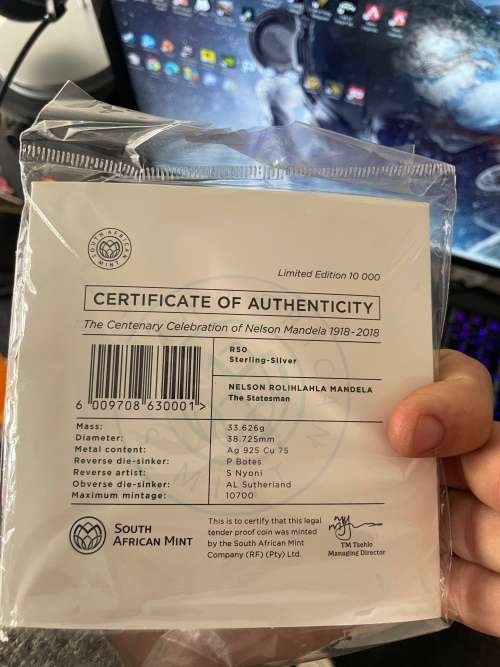 SOUTH AFRICAN MINT
Limited Edition 10 000
CERTIFICATE OF AUTHENTICITY
The Centenary Celebration of Nelson Mandela 1918-2018
R50
Sterling-Silver
NELSON ROLIHLAHLA MANDELA
The Statesman
6 009708 630001 >
Mass: 33.626g
Diameter: 38.725mm
Metal content: Ag 925 Cu 75
Reverse die-sinker: P Botes
Reverse artist: S Nyoni
Obverse die-sinker: AL Sutherland
Maximum mintage: 10700
SOUTH
AFRICAN MINT
This is to certify that this legal
tender proof coin was minted
by the South African Mint
Company (RF) (Pty) Ltd.
TM Tsehlo
Managing Director